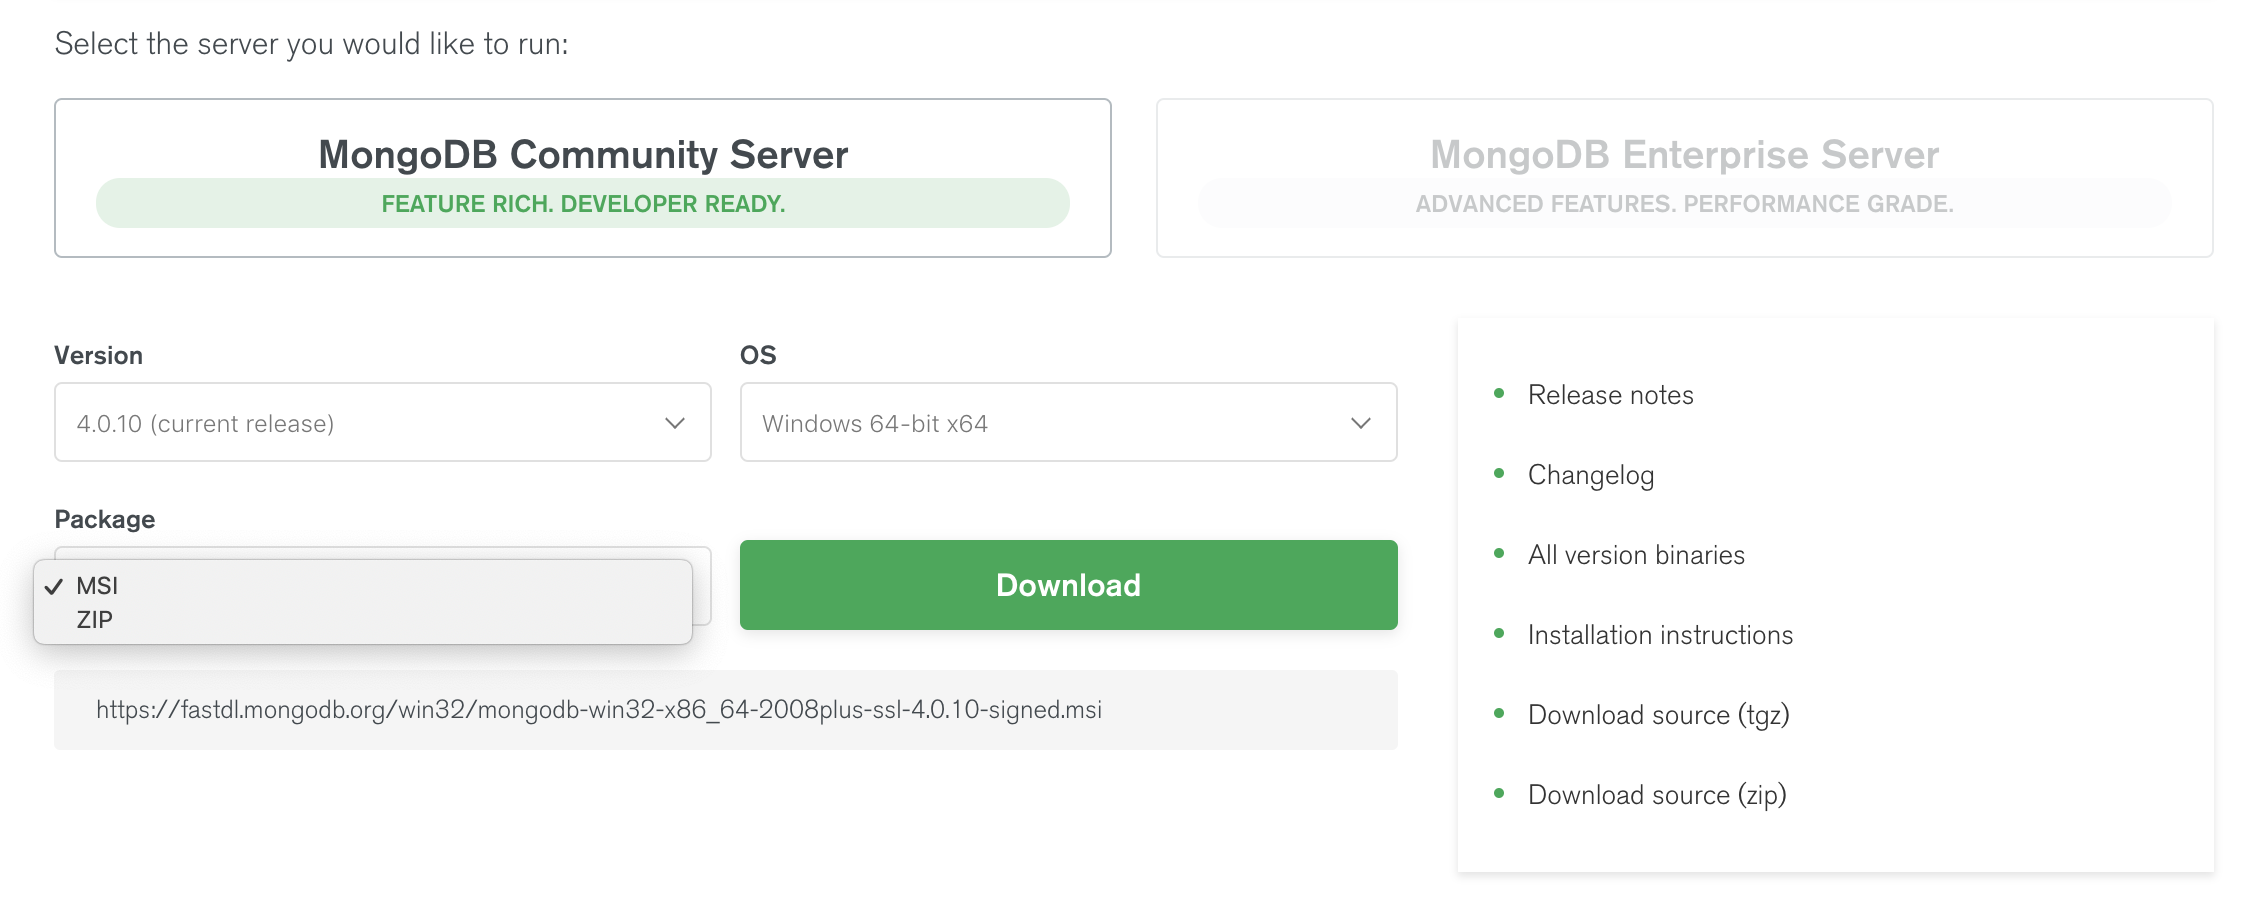 Select the server you would like to run:
MongoDB Community Server
FEATURE RICH. DEVELOPER READY.
MongoDB Enterprise Server
ADVANCED FEATURES. PERFORMANCE GRADE.
Version
4.0.10 (current release)
OS
Windows 64-bit x64
Package
MSI
ZIP
Download
https://fastdl.mongodb.org/win32/mongodb-win32-x86_64-2008plus-ssl-4.0.10-signed.msi
Release notes
Changelog
All version binaries
Installation instructions
Download source (tgz)
Download source (zip)